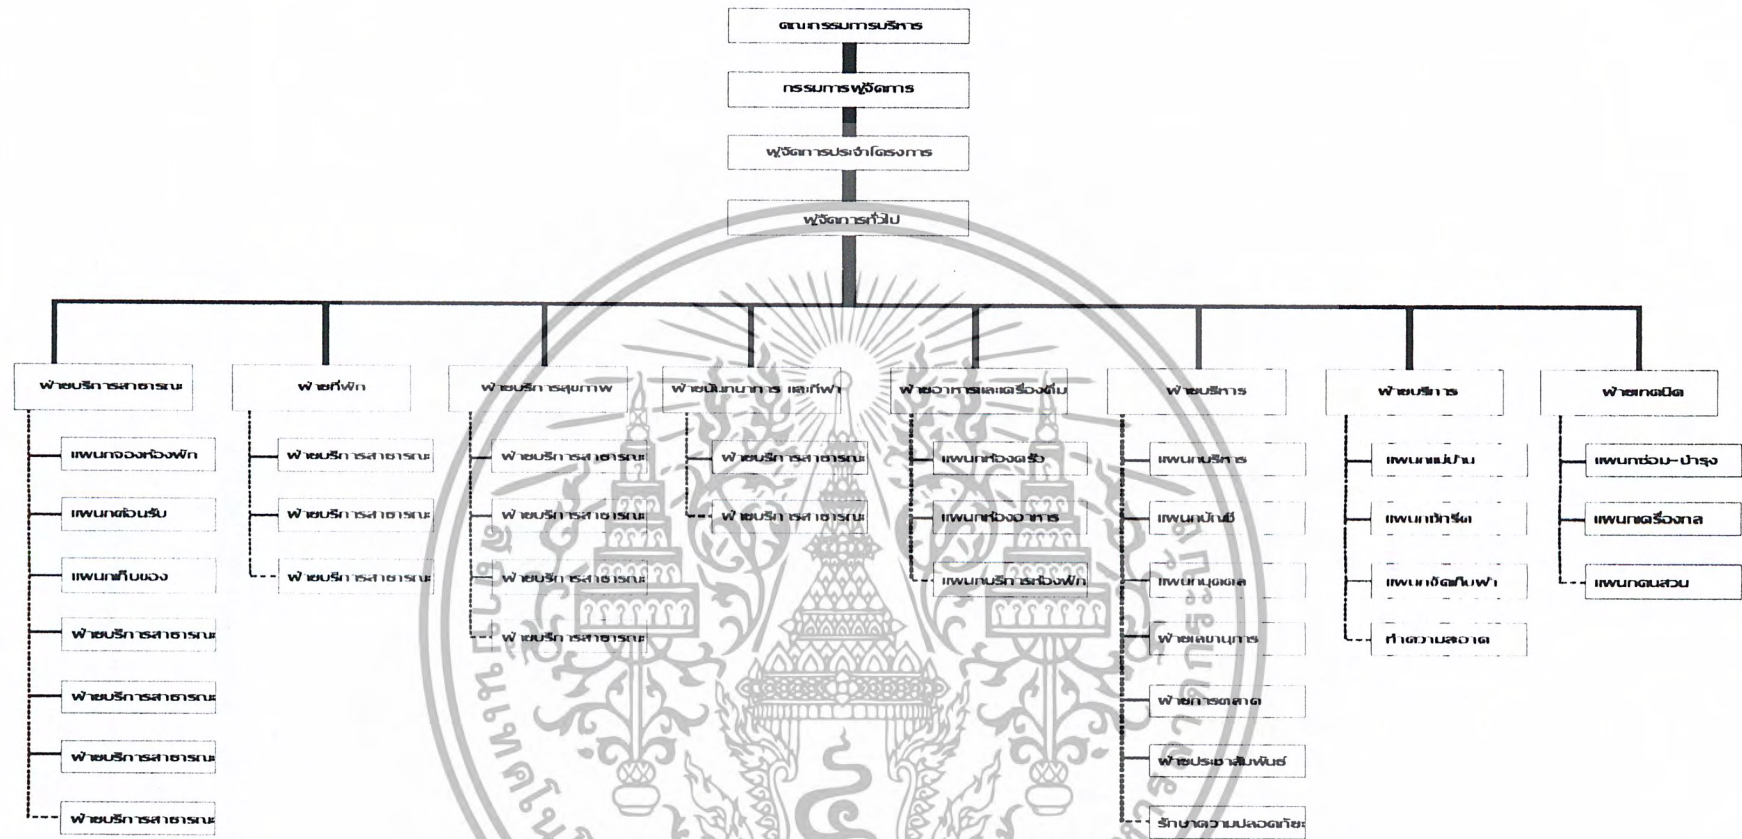 คณะกรรมการบริหาร
กรรมการผู้จัดการ
ผู้จัดการประจำโครงการ
ผู้จัดการทั่วไป
ฝ่ายบริการสาธารณะ
แผนกจองห้องพัก
แผนกต้อนรับ
แผนกเก็บของ
ฝ่ายบริการสาธารณะ
ฝ่ายบริการสาธารณะ
ฝ่ายบริการสาธารณะ
ฝ่ายบริการสาธารณะ
ฝ่ายที่พัก
ฝ่ายบริการสาธารณะ
ฝ่ายบริการสาธารณะ
ฝ่ายบริการสาธารณะ
ฝ่ายบริการสุขภาพ
ฝ่ายบริการสาธารณะ
ฝ่ายบริการสาธารณะ
ฝ่ายบริการสาธารณะ
ฝ่ายบริการสาธารณะ
ฝ่ายนันทนาการ และกีฬา
ฝ่ายบริการสาธารณะ
ฝ่ายบริการสาธารณะ
ฝ่ายอาหารและเครื่องดื่ม
แผนกห้องครัว
แผนกห้องอาหาร
แผนกบริการห้องพัก
ฝ่ายบริหาร
แผนกบริหาร
แผนกบัญชี
แผนกบุคคล
ฝ่ายเลขานุการ
ฝ่ายการตลาด
ฝ่ายประชาสัมพันธ์
รักษาความปลอดภัย
ฝ่ายบริการ
แผนกแม่บ้าน
แผนกซักรีด
แผนกจัดเก็บผ้า
ทำความสะอาด
ฝ่ายเทคนิค
แผนกซ่อม-บำรุง
แผนกเครื่องกล
แผนกคนสวน